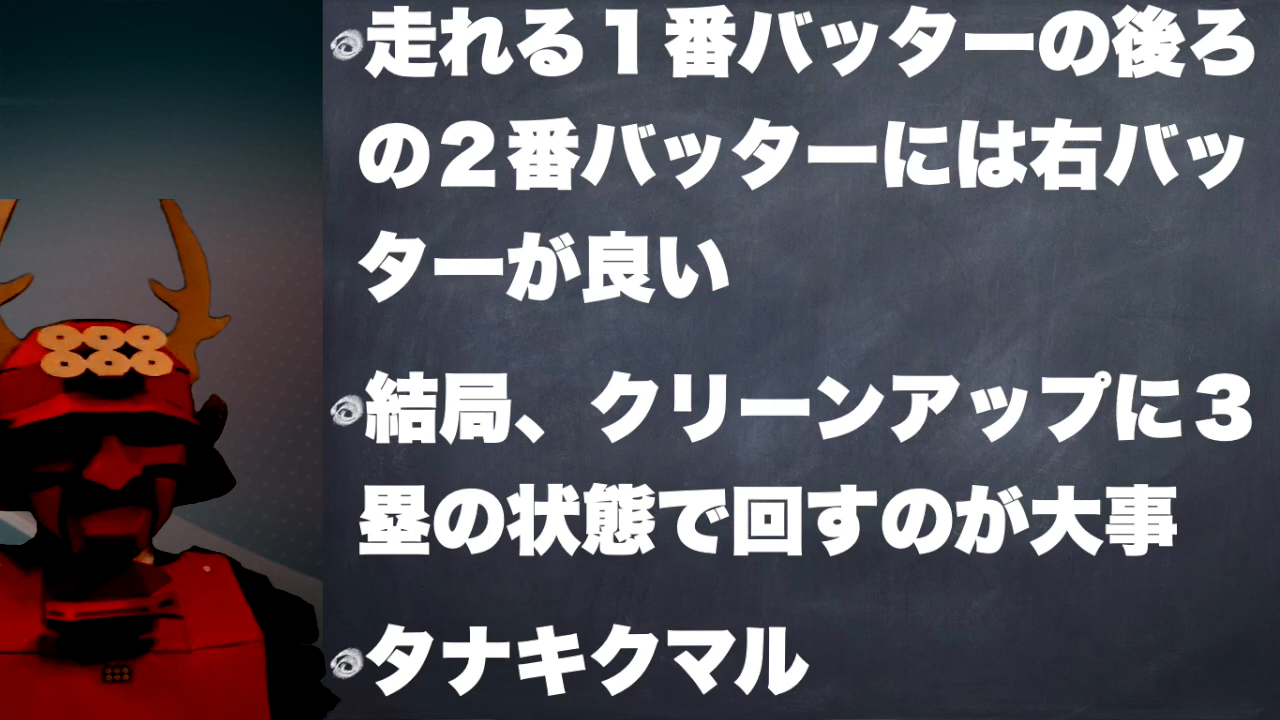 走れる１番バッターの後ろ
の２番バッターには右バッ
ターが良い
結局、クリーンアップに３
塁の状態で回すのが大事
タナキクマル